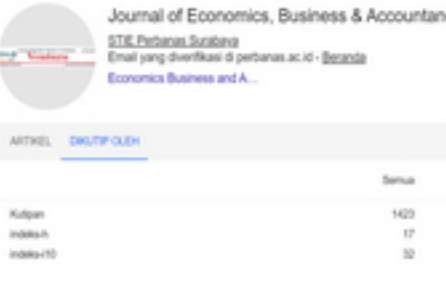 Journal of Economics, Business & Accountan
STIE Perbanas Surabaya
Email yang diverifikasi di perbanas.ac.id - Beranda
Economics Business and A...
ARTIKEL DIKUTIP OLEH
Semua
Kutipan 1423
indeks-h 17
indeks-i10 32